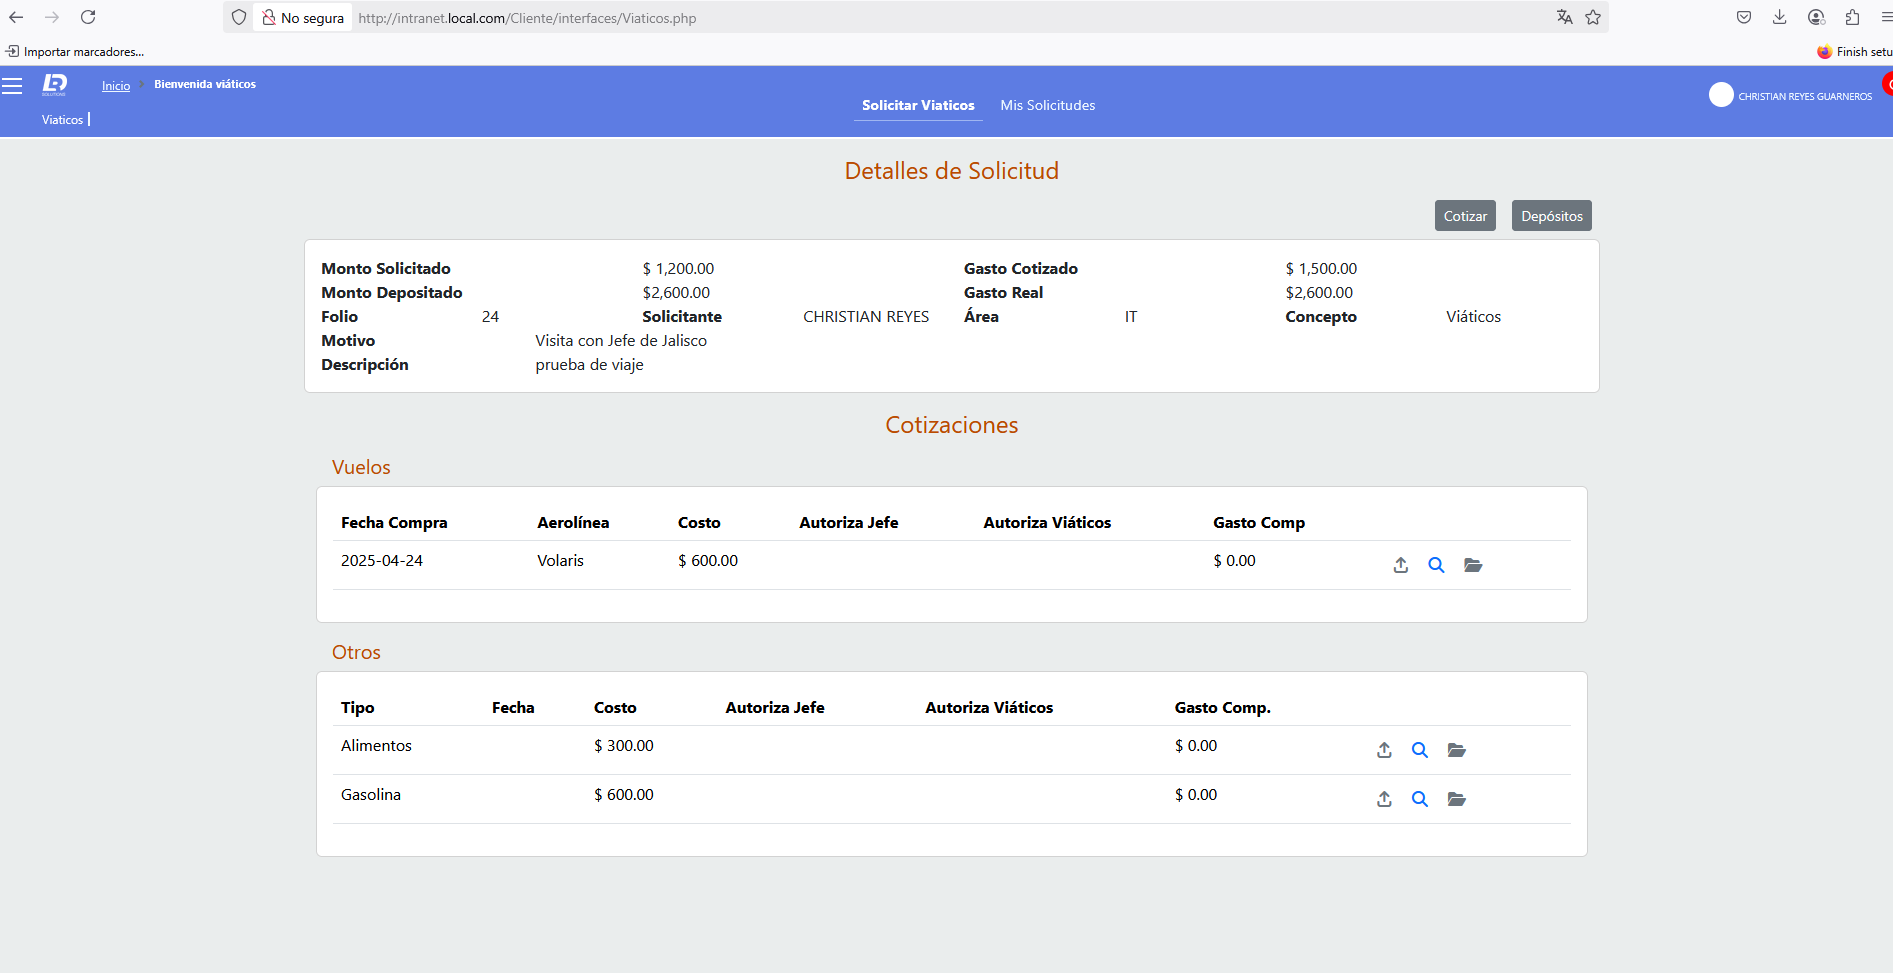 No segura http://intranet.local.com/Cliente/interfaces/Viaticos.php
Importar marcadores... Finish setu
LR SOLUTIONS Inicio > Bienvenida viáticos
Viaticos |
Solicitar Viaticos Mis Solicitudes
CHRISTIAN REYES GUARNEROS
Detalles de Solicitud
Cotizar Depósitos
Monto Solicitado $ 1,200.00 Gasto Cotizado $ 1,500.00
Monto Depositado $2,600.00 Gasto Real $2,600.00
Folio 24 Solicitante CHRISTIAN REYES Área IT Concepto Viáticos
Motivo Visita con Jefe de Jalisco
Descripción prueba de viaje
Cotizaciones
Vuelos
Fecha Compra Aerolínea Costo Autoriza Jefe Autoriza Viáticos Gasto Comp
2025-04-24 Volaris $ 600.00 $ 0.00
Otros
Tipo Fecha Costo Autoriza Jefe Autoriza Viáticos Gasto Comp.
Alimentos $ 300.00 $ 0.00
Gasolina $ 600.00 $ 0.00